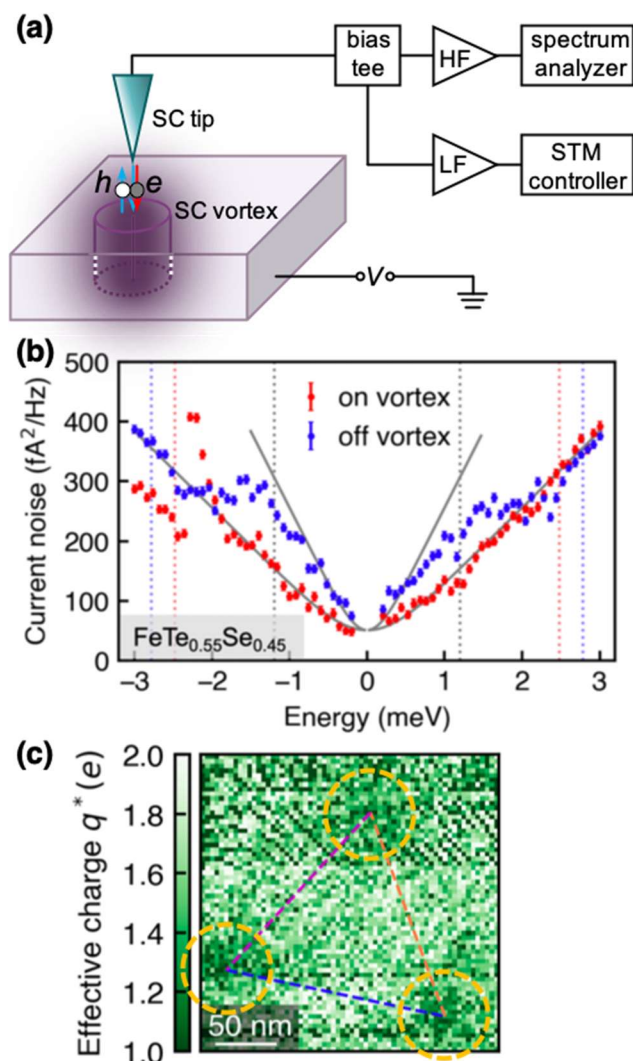 (a)
bias
tee
HF
spectrum
analyzer
SC tip
LF
STM
controller
h
e
SC vortex
V
(b)
500
400
300
200
100
0
Current noise (fA²/Hz)
on vortex
off vortex
FeTe₀.₅₅Se₀.₄₅
−3
−2
−1
0
1
2
3
Energy (meV)
(c)
Effective charge q* (e)
2.0
1.8
1.6
1.4
1.2
1.0
50 nm